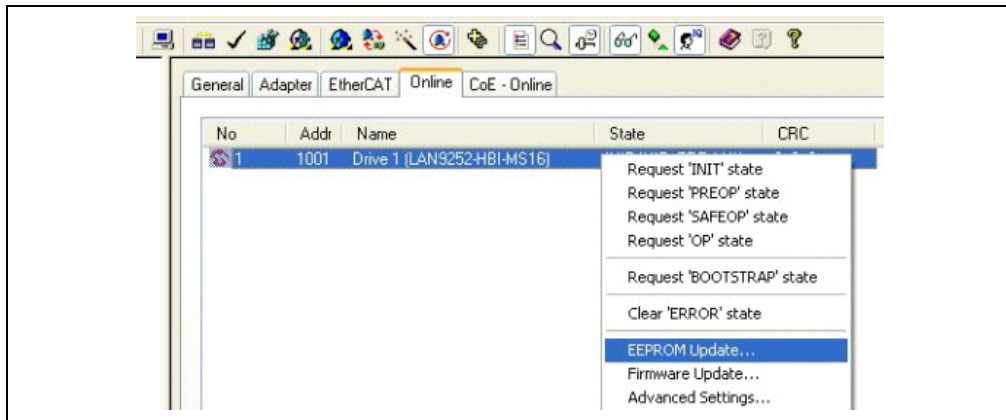 General Adapter EtherCAT Online CoE - Online
No Addr Name State CRC
1 1001 Drive 1 (LAN9252-HBI-MS16)
Request 'INIT' state
Request 'PREOP' state
Request 'SAFEOP' state
Request 'OP' state
Request 'BOOTSTRAP' state
Clear 'ERROR' state
EEPROM Update...
Firmware Update...
Advanced Settings...